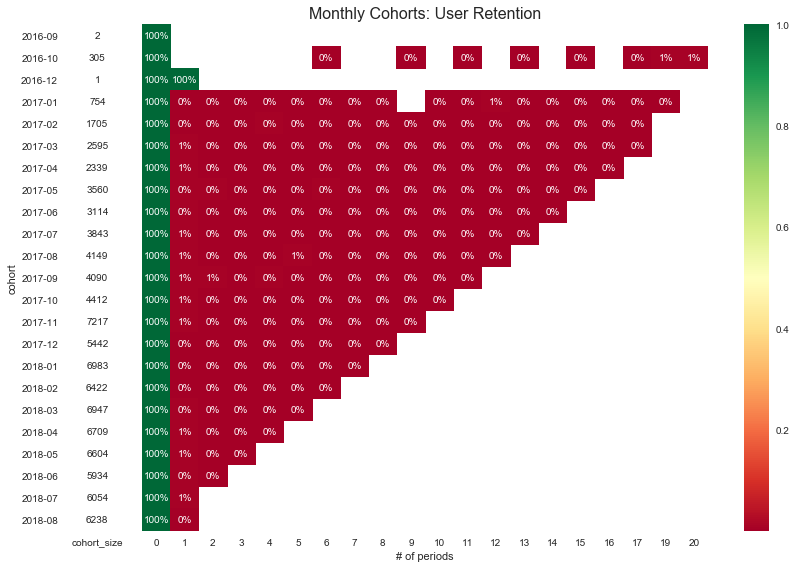 Monthly Cohorts: User Retention
cohort
2016-09 2 100%
2016-10 305 100% 0% 0% 0% 0% 0% 0% 1% 1%
2016-12 1 100% 100%
2017-01 754 100% 0% 0% 0% 0% 0% 0% 0% 0% 0% 0% 1% 0% 0% 0% 0% 0% 0%
2017-02 1705 100% 0% 0% 0% 0% 0% 0% 0% 0% 0% 0% 0% 0% 0% 0% 0% 0% 0%
2017-03 2595 100% 1% 0% 0% 0% 0% 0% 0% 0% 0% 0% 0% 0% 0% 0% 0% 0% 0%
2017-04 2339 100% 1% 0% 0% 0% 0% 0% 0% 0% 0% 0% 0% 0% 0% 0% 0% 0%
2017-05 3560 100% 0% 0% 0% 0% 0% 0% 0% 0% 0% 0% 0% 0% 0% 0% 0%
2017-06 3114 100% 0% 0% 0% 0% 0% 0% 0% 0% 0% 0% 0% 0% 0% 0%
2017-07 3843 100% 1% 0% 0% 0% 0% 0% 0% 0% 0% 0% 0% 0% 0%
2017-08 4149 100% 1% 0% 0% 0% 1% 0% 0% 0% 0% 0% 0% 0%
2017-09 4090 100% 1% 1% 0% 0% 0% 0% 0% 0% 0% 0% 0%
2017-10 4412 100% 1% 0% 0% 0% 0% 0% 0% 0% 0% 0%
2017-11 7217 100% 1% 0% 0% 0% 0% 0% 0% 0% 0%
2017-12 5442 100% 0% 0% 0% 0% 0% 0% 0% 0%
2018-01 6983 100% 0% 0% 0% 0% 0% 0% 0%
2018-02 6422 100% 0% 0% 0% 0% 0% 0%
2018-03 6947 100% 0% 0% 0% 0% 0%
2018-04 6709 100% 1% 0% 0% 0%
2018-05 6604 100% 1% 0% 0%
2018-06 5934 100% 0% 0%
2018-07 6054 100% 1%
2018-08 6238 100% 0%
cohort_size 0 1 2 3 4 5 6 7 8 9 10 11 12 13 14 15 16 17 19 20
# of periods
1.0
0.8
0.6
0.4
0.2